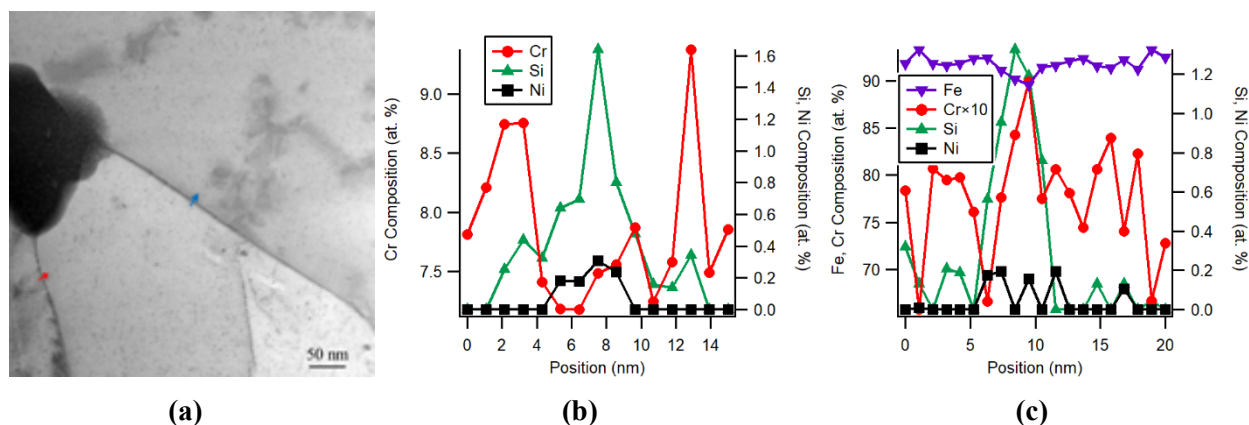 50 nm
(a)
Cr Composition (at. %)
9.0
8.5
8.0
7.5
Cr
Si
Ni
1.6
1.4
1.2
1.0
0.8
0.6
0.4
0.2
0.0
Si, Ni Composition (at. %)
0 2 4 6 8 10 12 14
Position (nm)
(b)
Fe, Cr Composition (at. %)
90
85
80
75
70
Fe
Cr×10
Si
Ni
1.2
1.0
0.8
0.6
0.4
0.2
0.0
Si, Ni Composition (at. %)
0 5 10 15 20
Position (nm)
(c)